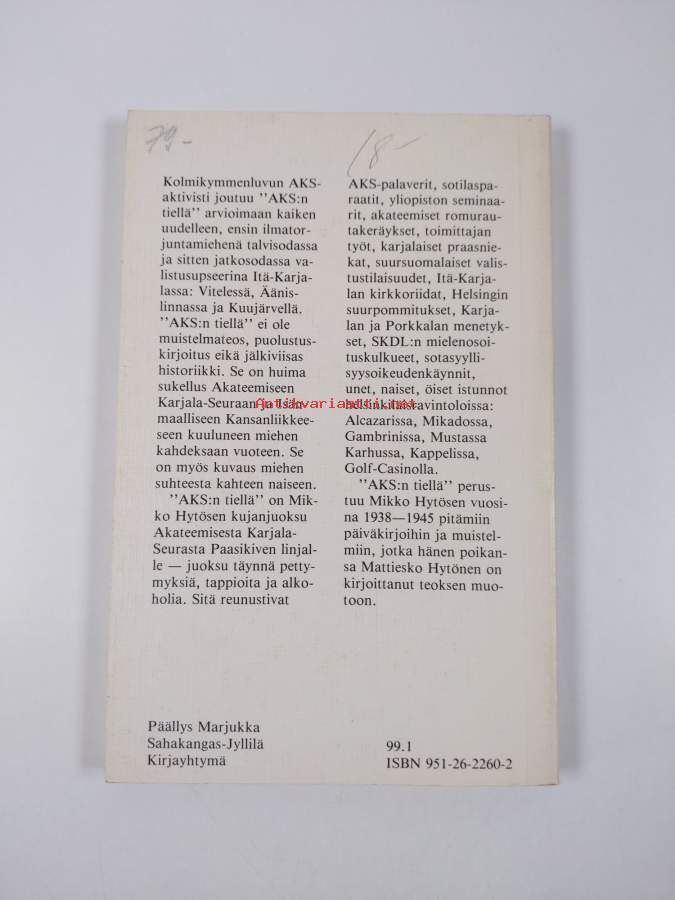 79-
18-
Kolmikymmenluvun AKS-
aktivisti joutuu ''AKS:n
tiellä'' arvioimaan kaiken
uudelleen, ensin ilmator-
juntamiehenä talvisodassa
ja sitten jatkosodassa va-
listusupseerina Itä-Karja-
lassa: Vitelessä, Äänis-
linnassa ja Kuujärvellä.
''AKS:n tiellä'' ei ole
muistelmateos, puolustus-
kirjoitus eikä jälkiviisas
historiikki. Se on huima
sukellus Akateemiseen
Karjala-Seuraan ja Isän-
maalliseen Kansanliikkee-
seen kuuluneen miehen
kahdeksaan vuoteen. Se
on myös kuvaus miehen
suhteesta kahteen naiseen.
''AKS:n tiellä'' on Mik-
ko Hytösen kujanjuoksu
Akateemisesta Karjala-
Seurasta Paasikiven linjal-
le — juoksu täynnä petty-
myksiä, tappioita ja alko-
holia. Sitä reunustivat
AKS-palaverit, sotilaspa-
raatit, yliopiston seminaa-
rit, akateemiset romurau-
takeräykset, toimittajan
työt, karjalaiset praasnie-
kat, suursuomalaiset valis-
tustilaisuudet, Itä-Karja-
lan kirkkoriidat, Helsingin
suurpommitukset, Karja-
lan ja Porkkalan menetyk-
set, SKDL:n mielenosoi-
tuskulkueet, sotasyylli-
syysoikeudenkäynnit,
unet, naiset, öiset istunnot
helsinkiläisravintoloissa:
Alcazarissa, Mikadossa,
Gambrinissa, Mustassa
Karhussa, Kappelissa,
Golf-Casinolla.
''AKS:n tiellä'' perus-
tuu Mikko Hytösen vuosi-
na 1938—1945 pitämiin
päiväkirjoihin ja muistel-
miin, jotka hänen poikan-
sa Mattiesko Hytönen on
kirjoittanut teoksen muo-
toon.
antikvariaatti.net
Päällys Marjukka
Sahakangas-Jyllilä
Kirjayhtymä
99.1
ISBN 951-26-2260-2